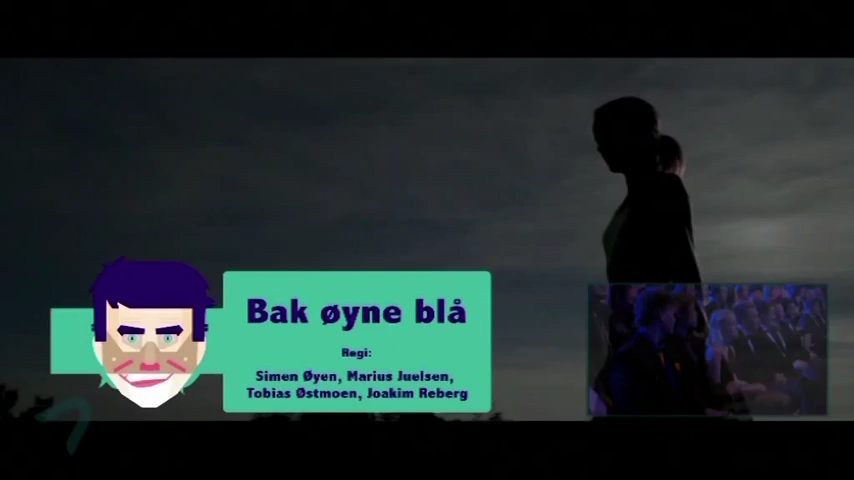 Bak øyne blå
Regi:
Simen Øyen, Marius Juelsen,
Tobias Østmoen, Joakim Reberg